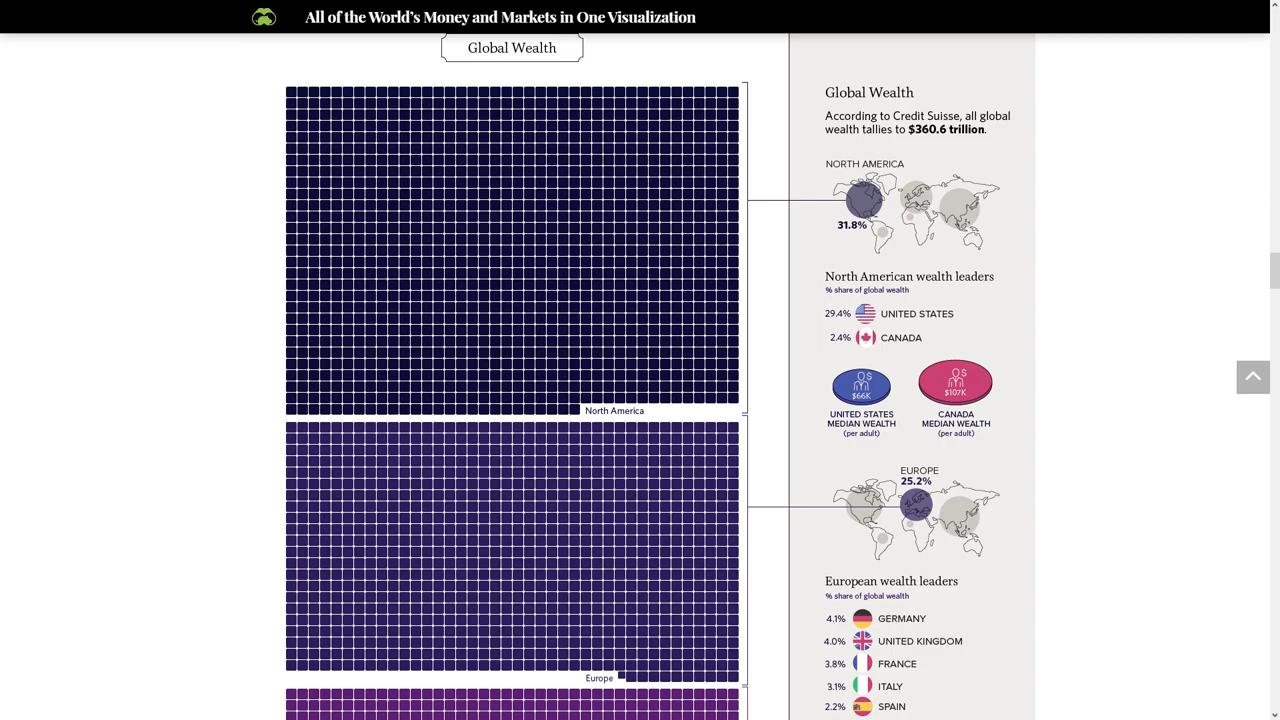 All of the World's Money and Markets in One Visualization
Global Wealth
North America
Europe
Global Wealth
According to Credit Suisse, all global
wealth tallies to $360.6 trillion.
NORTH AMERICA
31.8%
North American wealth leaders
% share of global wealth
29.4% UNITED STATES
2.4% CANADA
$66K
$107K
UNITED STATES
MEDIAN WEALTH
(per adult)
CANADA
MEDIAN WEALTH
(per adult)
EUROPE
25.2%
European wealth leaders
% share of global wealth
4.1% GERMANY
4.0% UNITED KINGDOM
3.8% FRANCE
3.1% ITALY
2.2% SPAIN